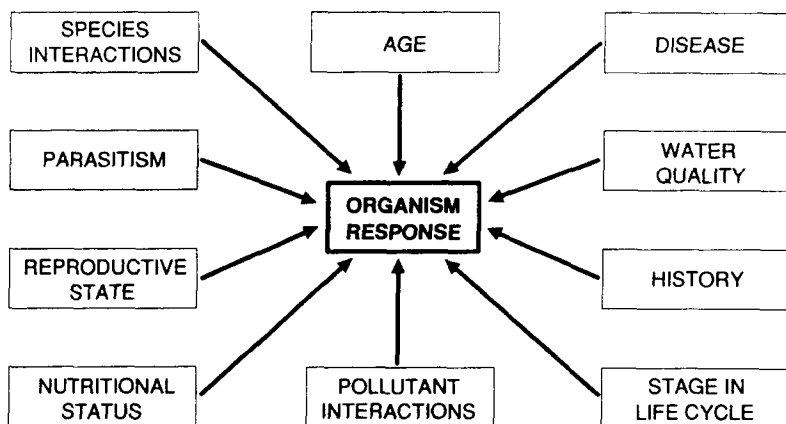 SPECIES
INTERACTIONS
AGE
DISEASE
PARASITISM
WATER
QUALITY
ORGANISM
RESPONSE
REPRODUCTIVE
STATE
HISTORY
NUTRITIONAL
STATUS
POLLUTANT
INTERACTIONS
STAGE IN
LIFE CYCLE